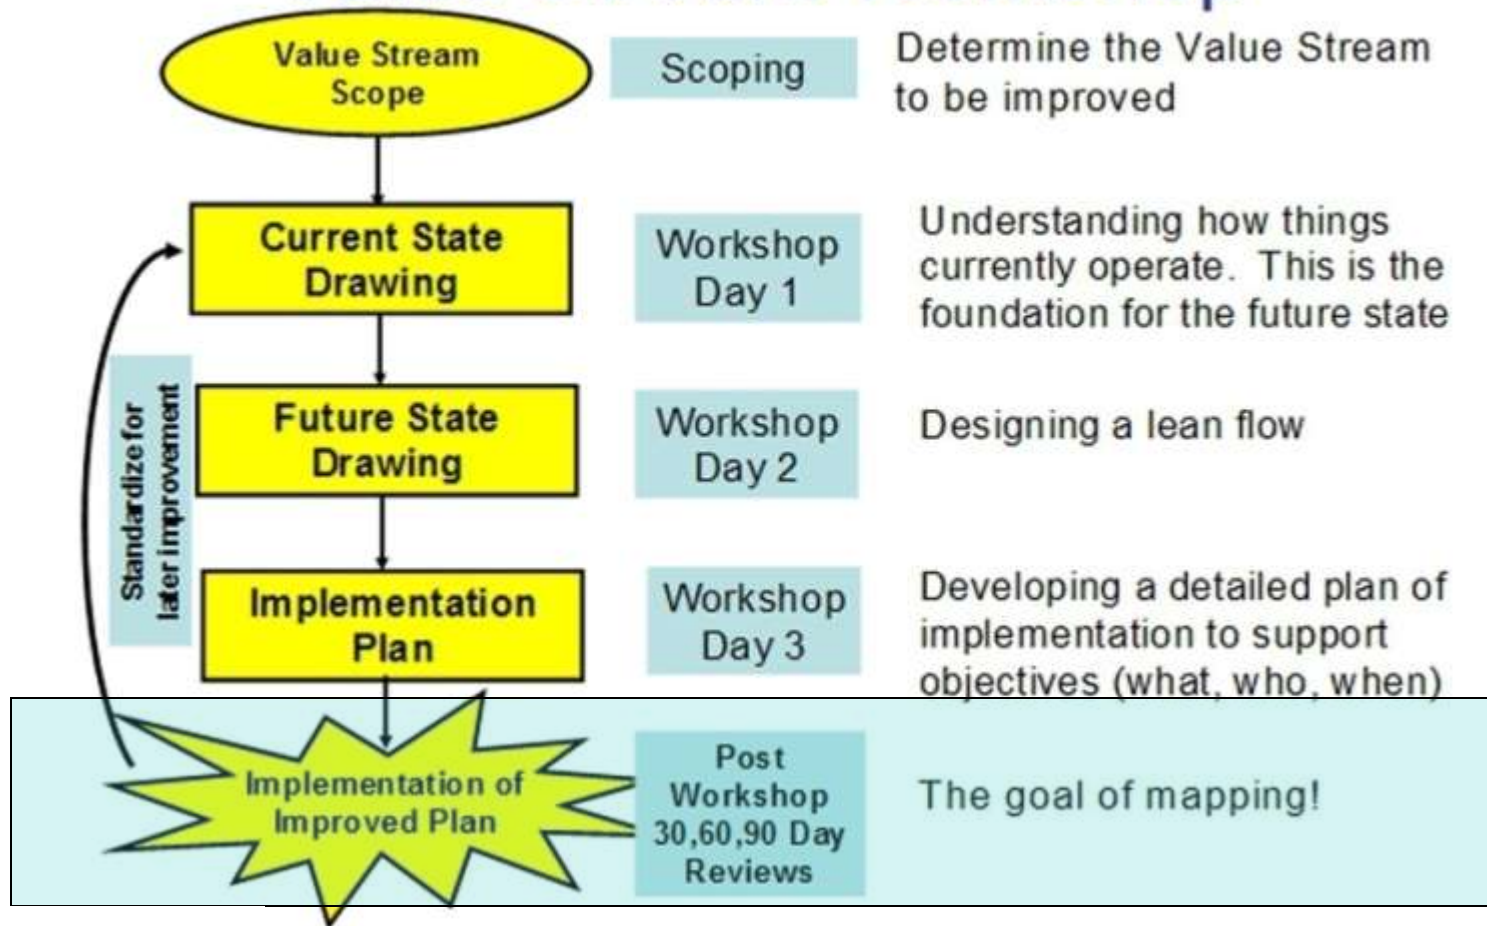 Value Stream
Scope
Scoping
Determine the Value Stream
to be improved
Current State
Drawing
Workshop
Day 1
Understanding how things
currently operate. This is the
foundation for the future state
Standardize for
later improvement
Future State
Drawing
Workshop
Day 2
Designing a lean flow
Implementation
Plan
Workshop
Day 3
Developing a detailed plan of
implementation to support
objectives (what, who, when)
Implementation of
Improved Plan
Post
Workshop
30,60,90 Day
Reviews
The goal of mapping!